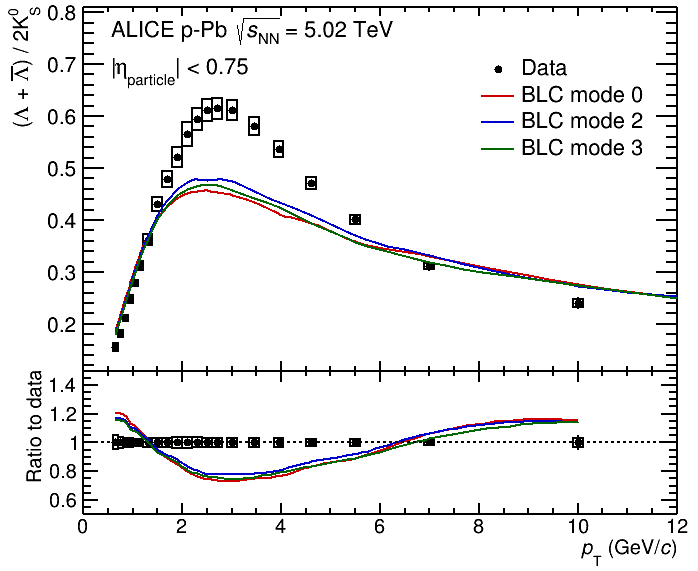 ALICE p-Pb √sNN = 5.02 TeV
|ηparticle| < 0.75
Data
BLC mode 0
BLC mode 2
BLC mode 3
(Λ + Λ̅) / 2K⁰S
0.8
0.7
0.6
0.5
0.4
0.3
0.2
Ratio to data
1.4
1.2
1
0.8
0.6
0 2 4 6 8 10 12
pT (GeV/c)